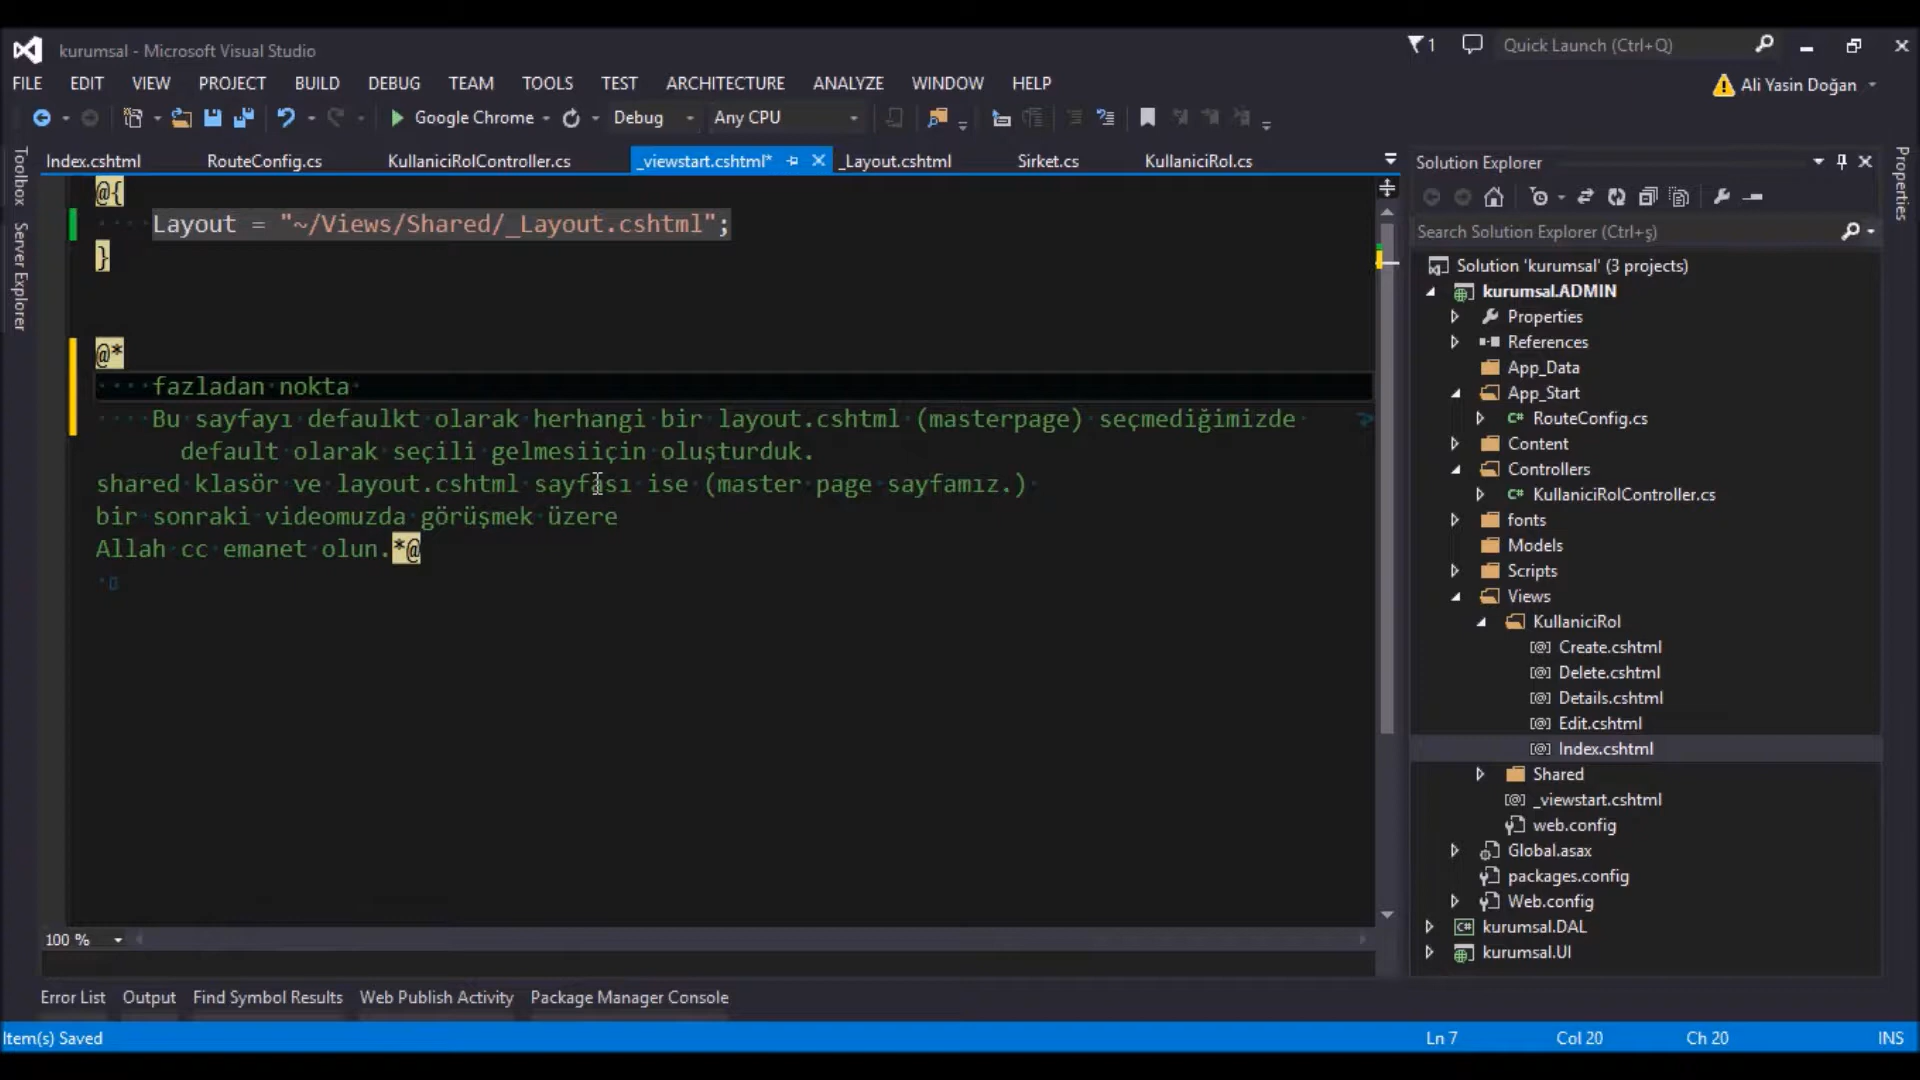 kurumsal - Microsoft Visual Studio
1
Quick Launch (Ctrl+Q)
FILE EDIT VIEW PROJECT BUILD DEBUG TEAM TOOLS TEST ARCHITECTURE ANALYZE WINDOW HELP
Ali Yasin Doğan
Google Chrome Debug Any CPU
Toolbox
Server Explorer
Index.cshtml RouteConfig.cs KullaniciRolController.cs _viewstart.cshtml* _Layout.cshtml Sirket.cs KullaniciRol.cs
@{
Layout = "~/Views/Shared/_Layout.cshtml";
}
@*
fazladan nokta
Bu sayfayı defaulkt olarak herhangi bir layout.cshtml (masterpage) seçmediğimizde
default olarak seçili gelmesiiçin oluşturduk.
shared klasör ve layout.cshtml sayfası ise (master page sayfamız.)
bir sonraki videomuzda görüşmek üzere
Allah cc emanet olun.*@
100 %
Solution Explorer
Search Solution Explorer (Ctrl+ş)
Solution 'kurumsal' (3 projects)
kurumsal.ADMIN
Properties
References
App_Data
App_Start
C# RouteConfig.cs
Content
Controllers
C# KullaniciRolController.cs
fonts
Models
Scripts
Views
KullaniciRol
[@] Create.cshtml
[@] Delete.cshtml
[@] Details.cshtml
[@] Edit.cshtml
[@] Index.cshtml
Shared
[@] _viewstart.cshtml
web.config
Global.asax
packages.config
Web.config
C# kurumsal.DAL
kurumsal.UI
Properties
Error List Output Find Symbol Results Web Publish Activity Package Manager Console
Item(s) Saved Ln 7 Col 20 Ch 20 INS